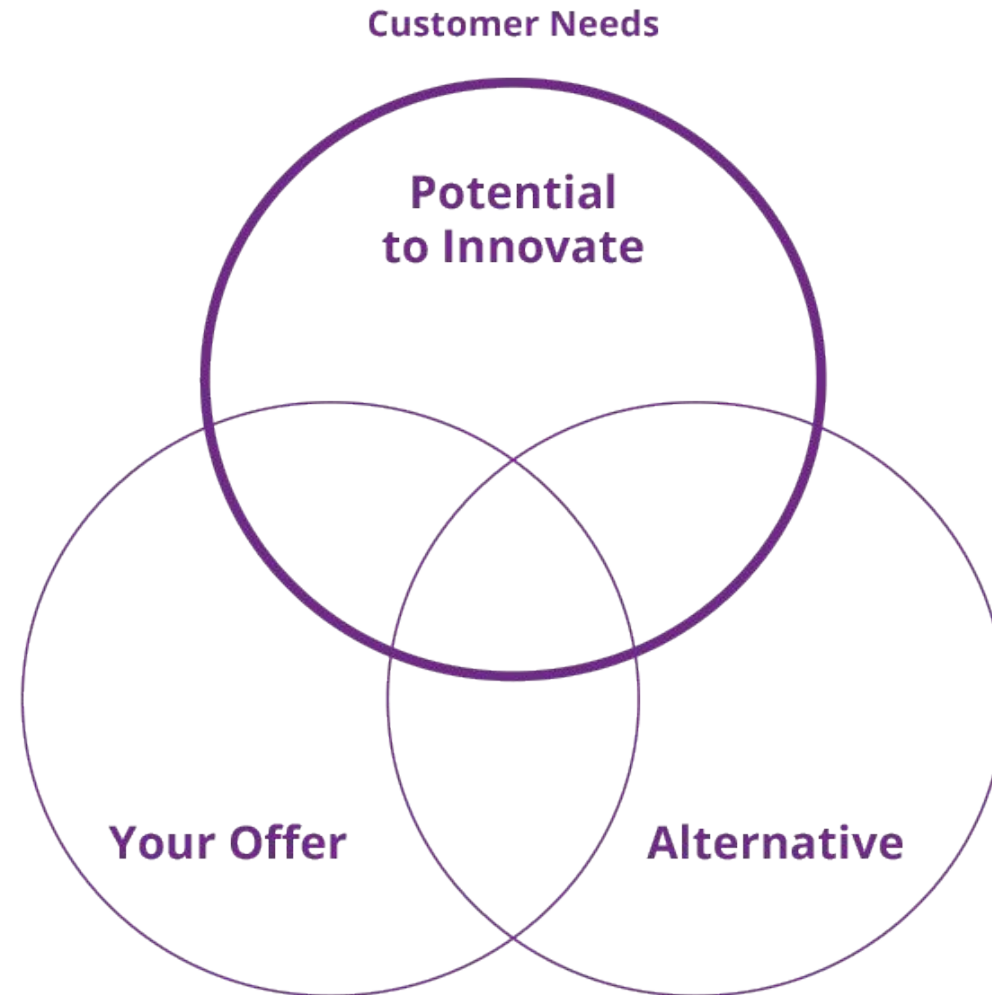 Customer Needs
Potential
to Innovate
Your Offer
Alternative